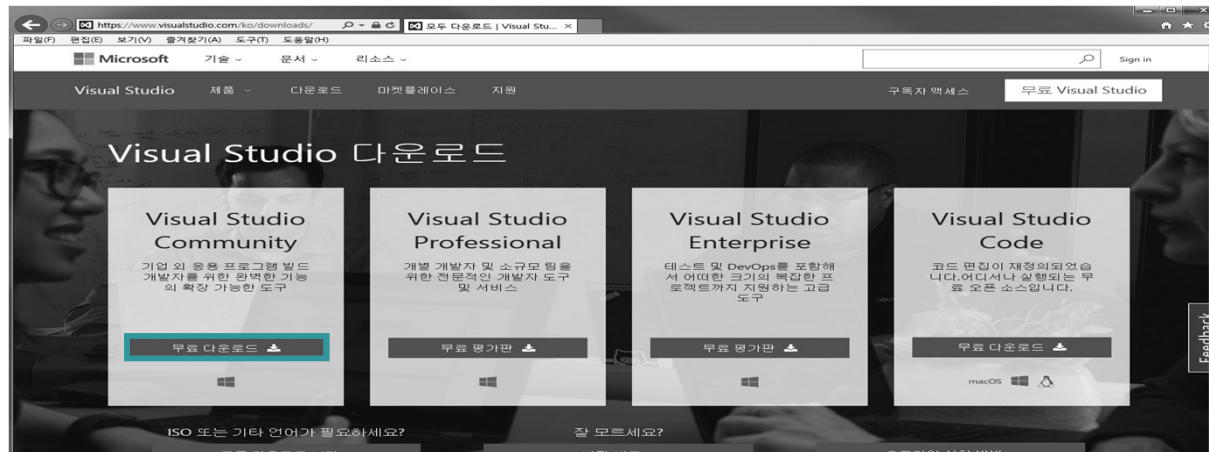 https://www.visualstudio.com/ko/downloads/
모두 다운로드 | Visual Stu...
파일(F) 편집(E) 보기(V) 즐겨찾기(A) 도구(T) 도움말(H)
Microsoft 기술 문서 리소스 Sign in
Visual Studio 제품 다운로드 마켓플레이스 지원 구독자 액세스 무료 Visual Studio
Visual Studio 다운로드
Visual Studio
Community
기업 외 응용 프로그램 빌드
개발자를 위한 완벽한 기능
의 확장 가능한 도구
무료 다운로드
Visual Studio
Professional
개별 개발자 및 소규모 팀을
위한 전문적인 개발자 도구
및 서비스
무료 평가판
Visual Studio
Enterprise
테스트 및 DevOps를 포함해
서 어떠한 크기의 복잡한 프
로젝트까지 지원하는 고급
도구
무료 평가판
Visual Studio
Code
코드 편집이 재정의되었습
니다.어디서나 실행되는 무
료 오픈 소스입니다.
무료 다운로드
macOS
Feedback
ISO 또는 기타 언어가 필요하세요?
잘 모르세요?